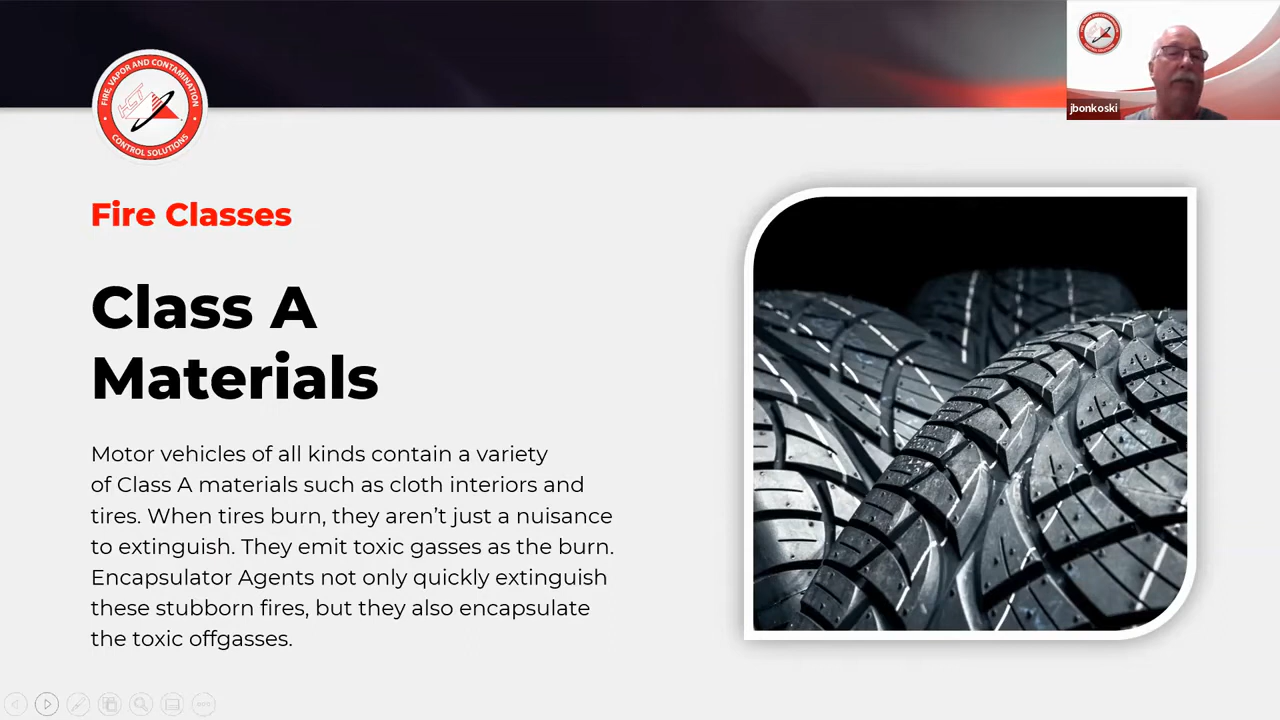 FIRE, VAPOR AND CONTAMINATION
HCT
CONTROL SOLUTIONS
jbonkoski
Fire Classes
Class A
Materials
Motor vehicles of all kinds contain a variety
of Class A materials such as cloth interiors and
tires. When tires burn, they aren’t just a nuisance
to extinguish. They emit toxic gasses as the burn.
Encapsulator Agents not only quickly extinguish
these stubborn fires, but they also encapsulate
the toxic offgasses.